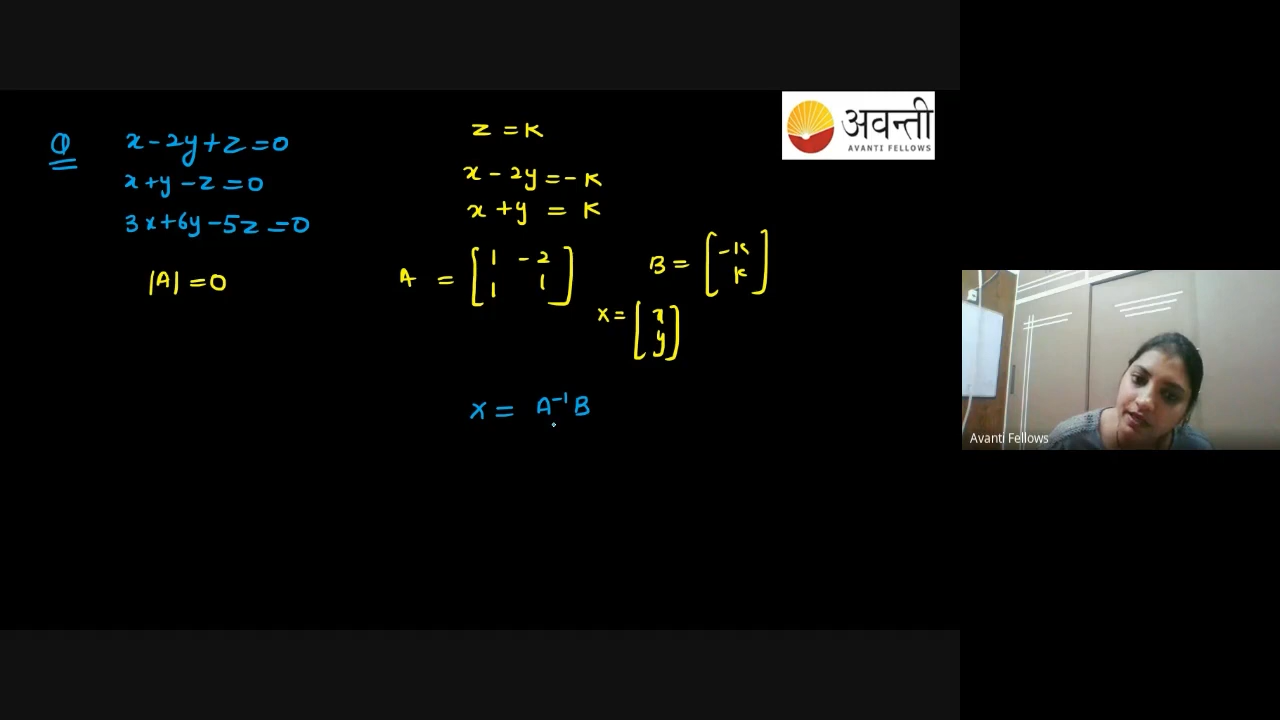 Q x - 2y + z = 0
x + y - z = 0
3x + 6y - 5z = 0
|A| = 0
z = K
x - 2y = - K
x + y = K
A = [ 1 -2
1 1 ]
B = [ -K
K ]
X = [ x
y ]
X = A⁻¹ B
अवन्ती
AVANTI FELLOWS
Avanti Fellows